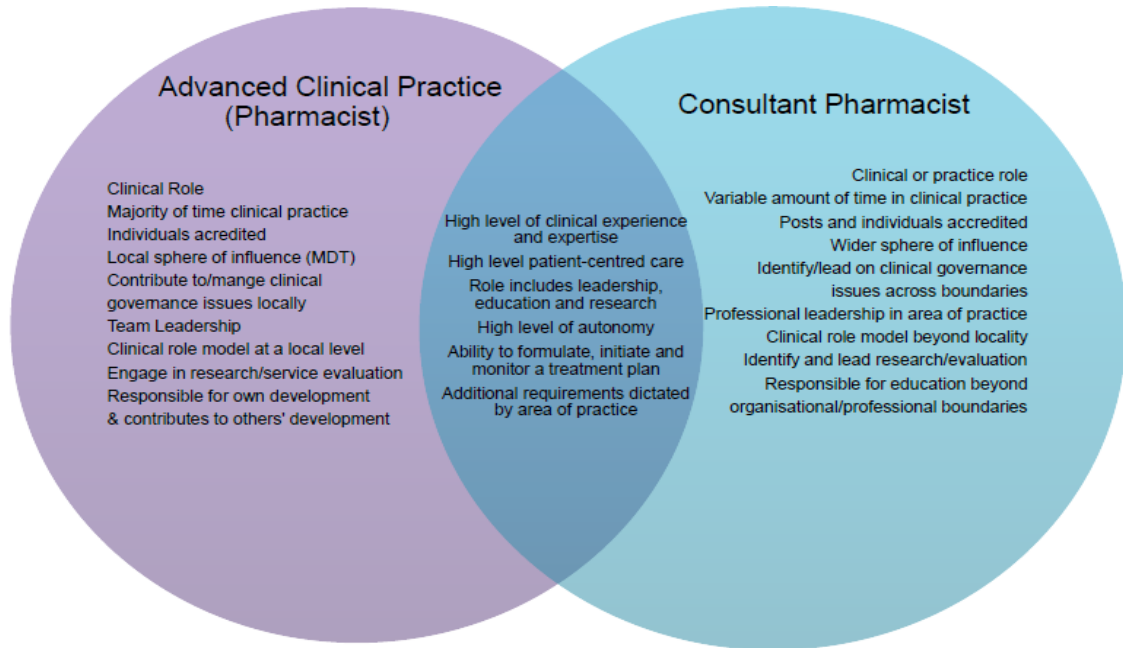 Advanced Clinical Practice
(Pharmacist)
Clinical Role
Majority of time clinical practice
Individuals acredited
Local sphere of influence (MDT)
Contribute to/mange clinical
governance issues locally
Team Leadership
Clinical role model at a local level
Engage in research/service evaluation
Responsible for own development
& contributes to others' development
High level of clinical experience
and expertise
High level patient-centred care
Role includes leadership,
education and research
High level of autonomy
Ability to formulate, initiate and
monitor a treatment plan
Additional requirements dictated
by area of practice
Consultant Pharmacist
Clinical or practice role
Variable amount of time in clinical practice
Posts and individuals accredited
Wider sphere of influence
Identify/lead on clinical governance
issues across boundaries
Professional leadership in area of practice
Clinical role model beyond locality
Identify and lead research/evaluation
Responsible for education beyond
organisational/professional boundaries